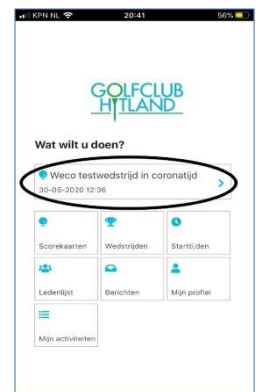 KPN NL 20:41 56%
GOLFCLUB
HITLAND
Wat wilt u doen?
Weco testwedstrijd in coronatijd
30-05-2020 12:36
Scorekaarten Wedstrijden Starttijden
Ledenlijst Berichten Mijn profiel
Mijn activiteiten